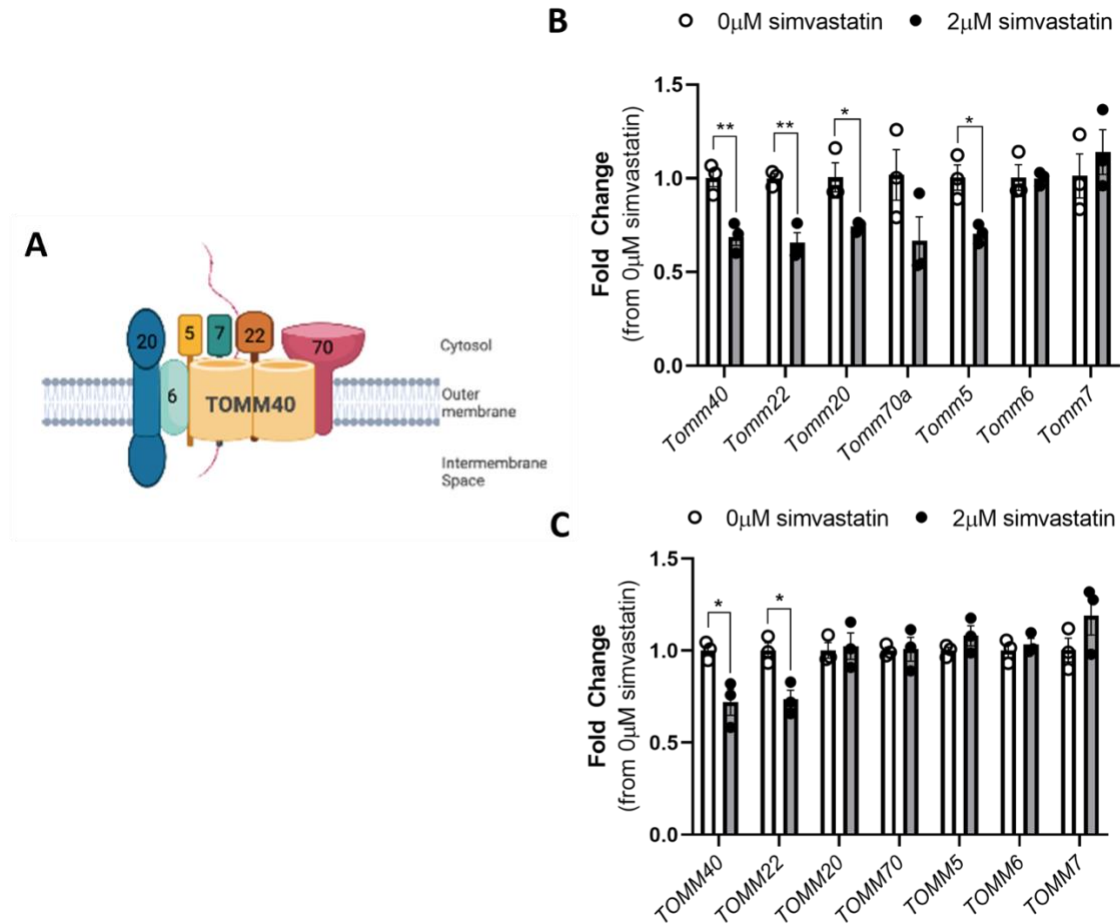 A
20
5
7
22
70
6
TOMM40
Cytosol
Outer
membrane
Intermembrane
Space
B
0μM simvastatin
2μM simvastatin
Fold Change
(from 0μM simvastatin)
1.5
1.0
0.5
0.0
**
**
*
*
Tomm40
Tomm22
Tomm20
Tomm70a
Tomm5
Tomm6
Tomm7
C
0μM simvastatin
2μM simvastatin
Fold Change
(from 0μM simvastatin)
1.5
1.0
0.5
0.0
*
*
TOMM40
TOMM22
TOMM20
TOMM70
TOMM5
TOMM6
TOMM7